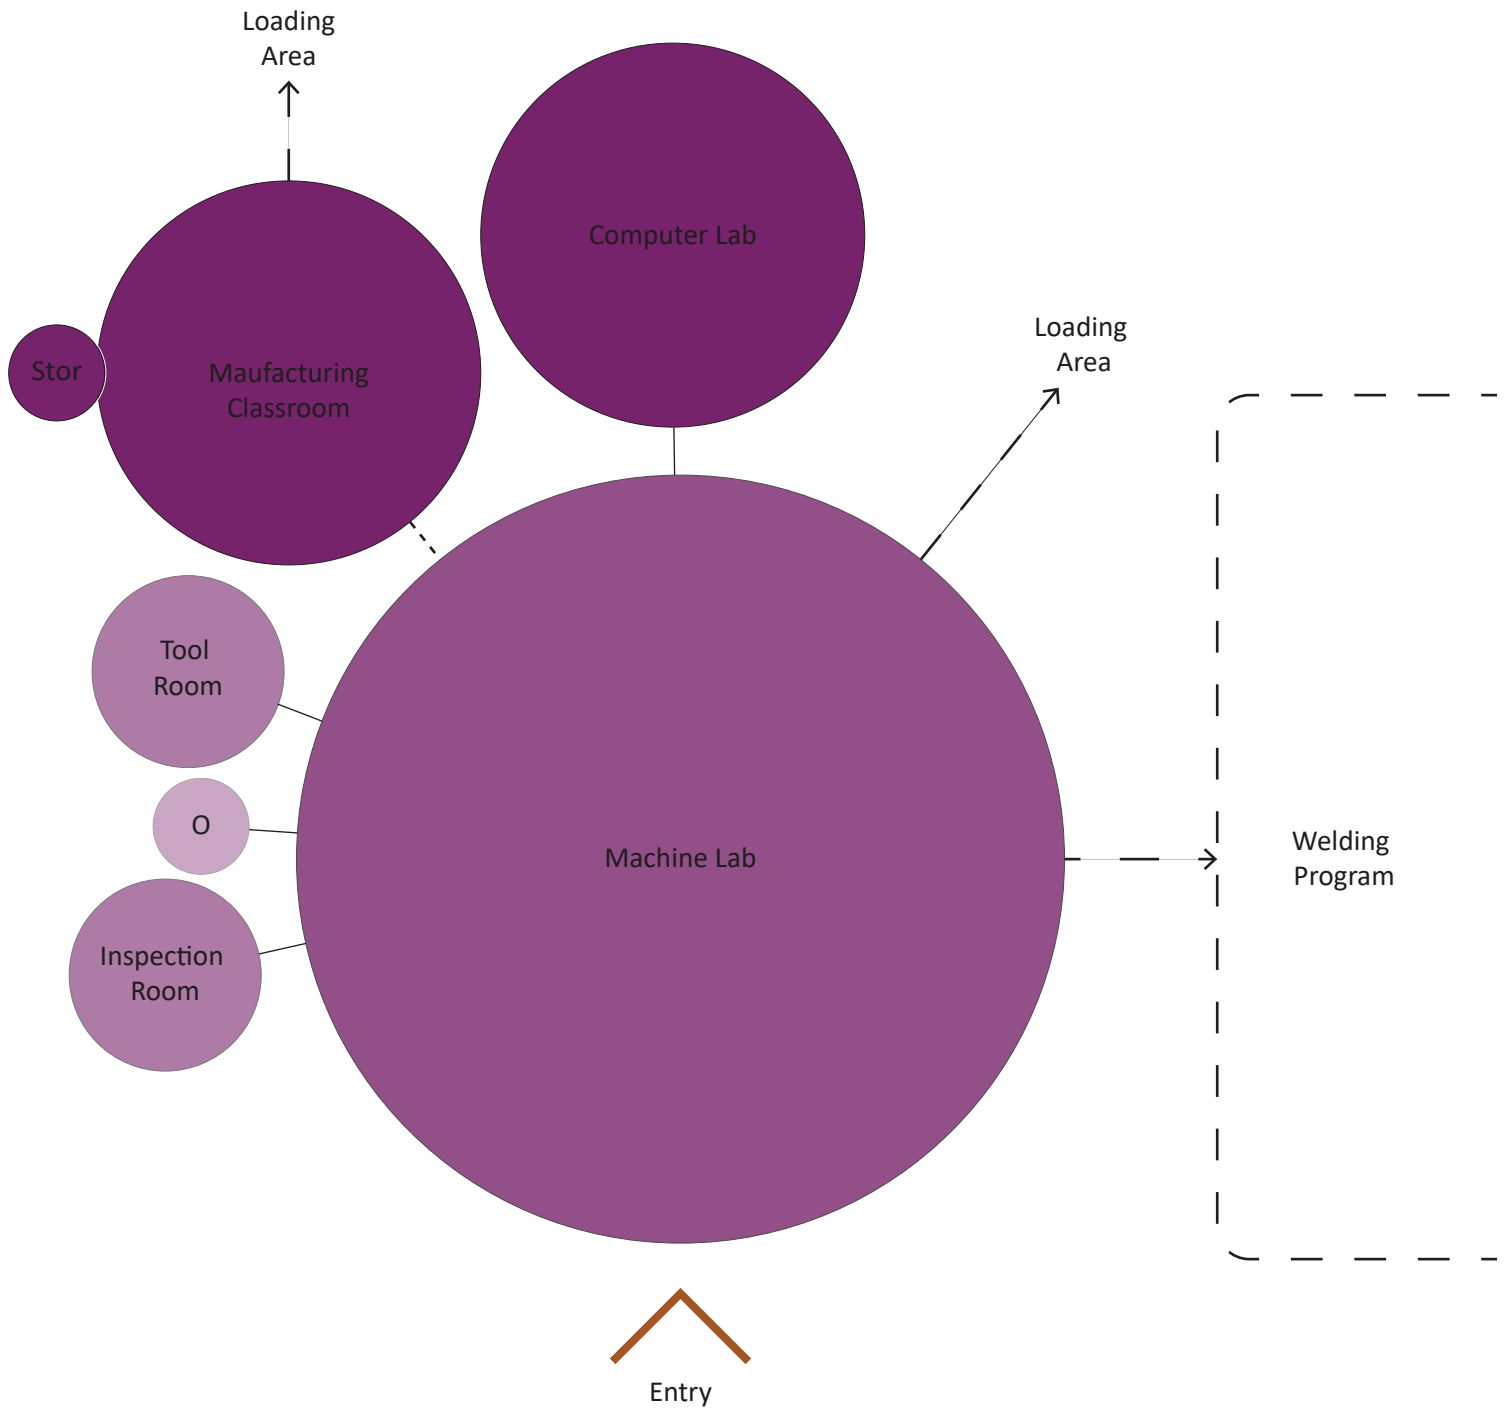 Loading
Area
Computer Lab
Loading
Area
Stor
Maufacturing
Classroom
Tool
Room
O
Machine Lab
Welding
Program
Inspection
Room
Entry